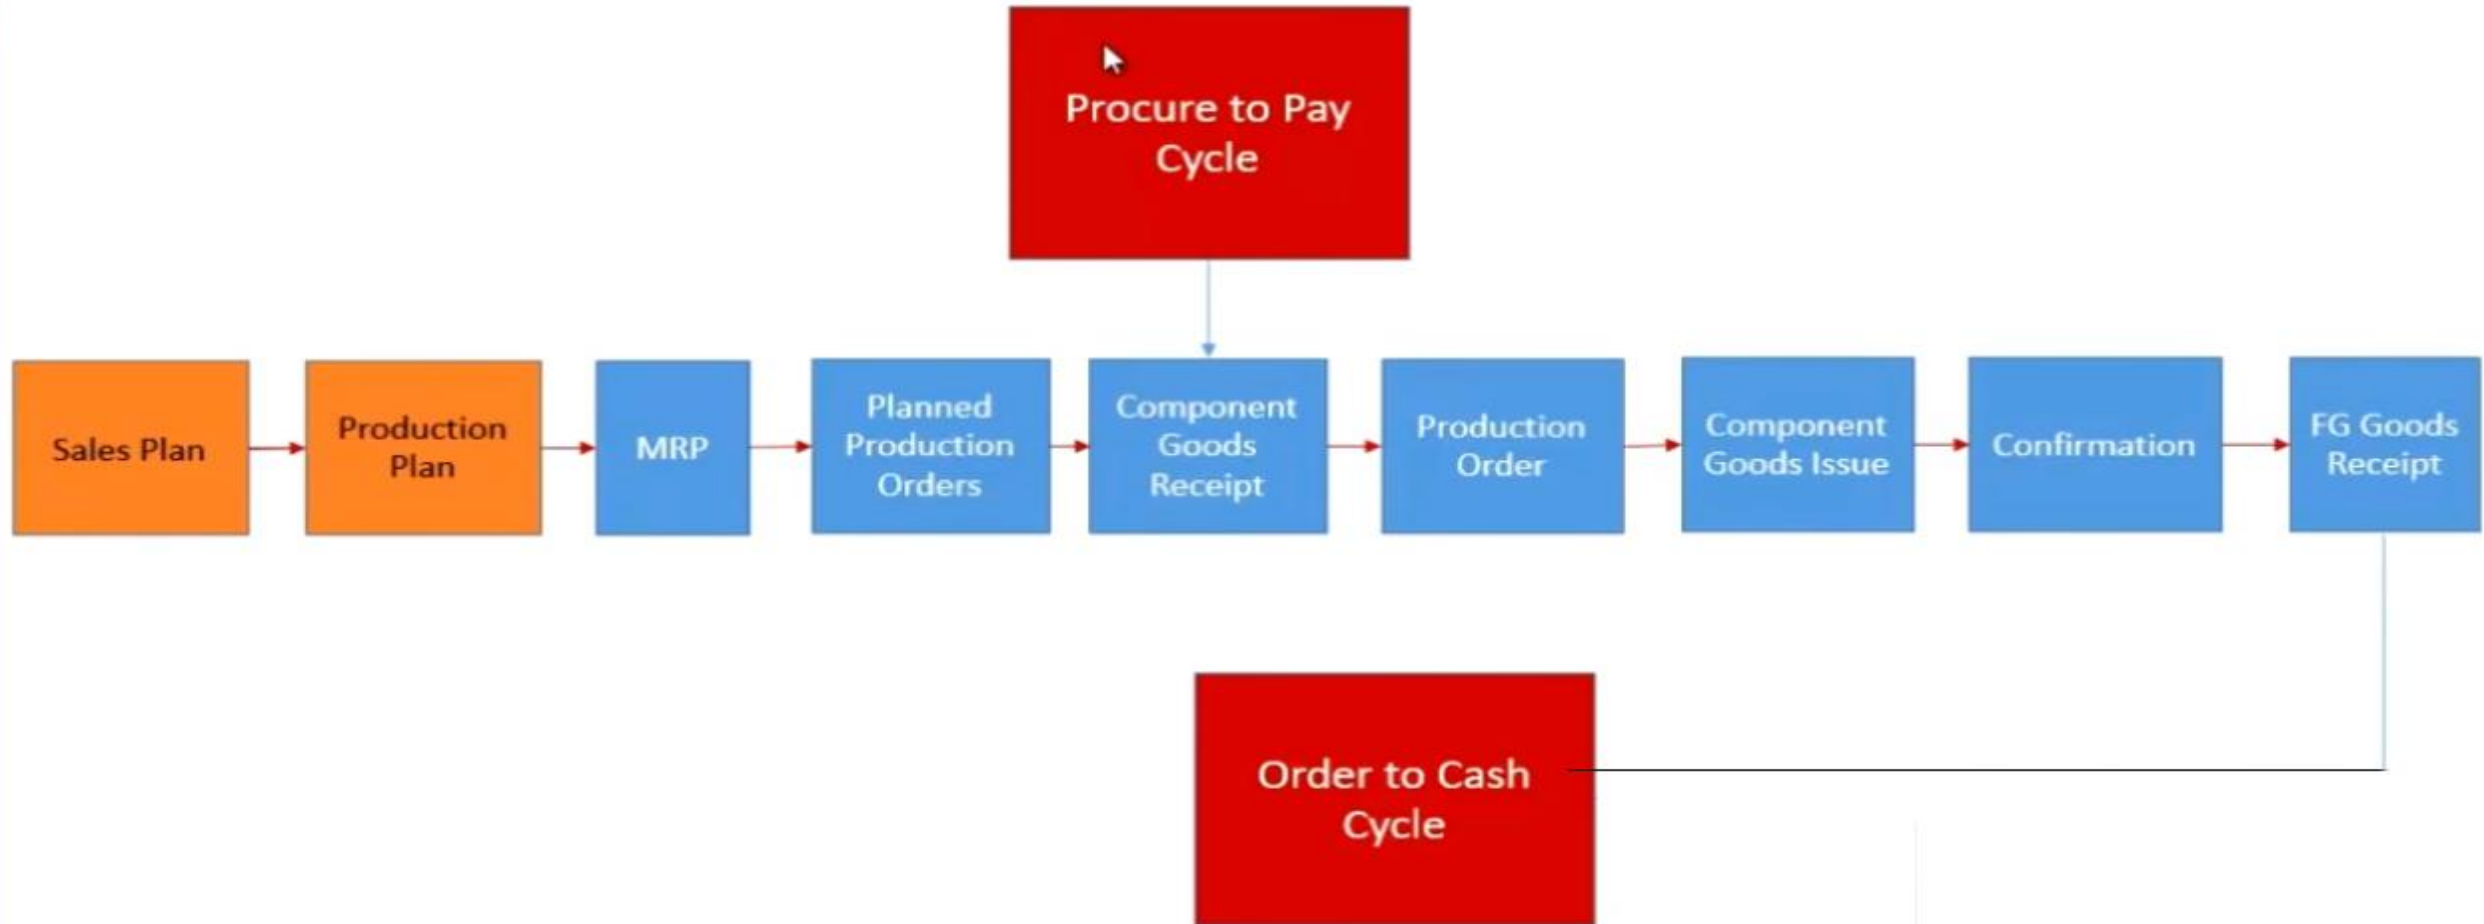 Procure to Pay
Cycle
Sales Plan
Production
Plan
MRP
Planned
Production
Orders
Component
Goods
Receipt
Production
Order
Component
Goods Issue
Confirmation
FG Goods
Receipt
Order to Cash
Cycle